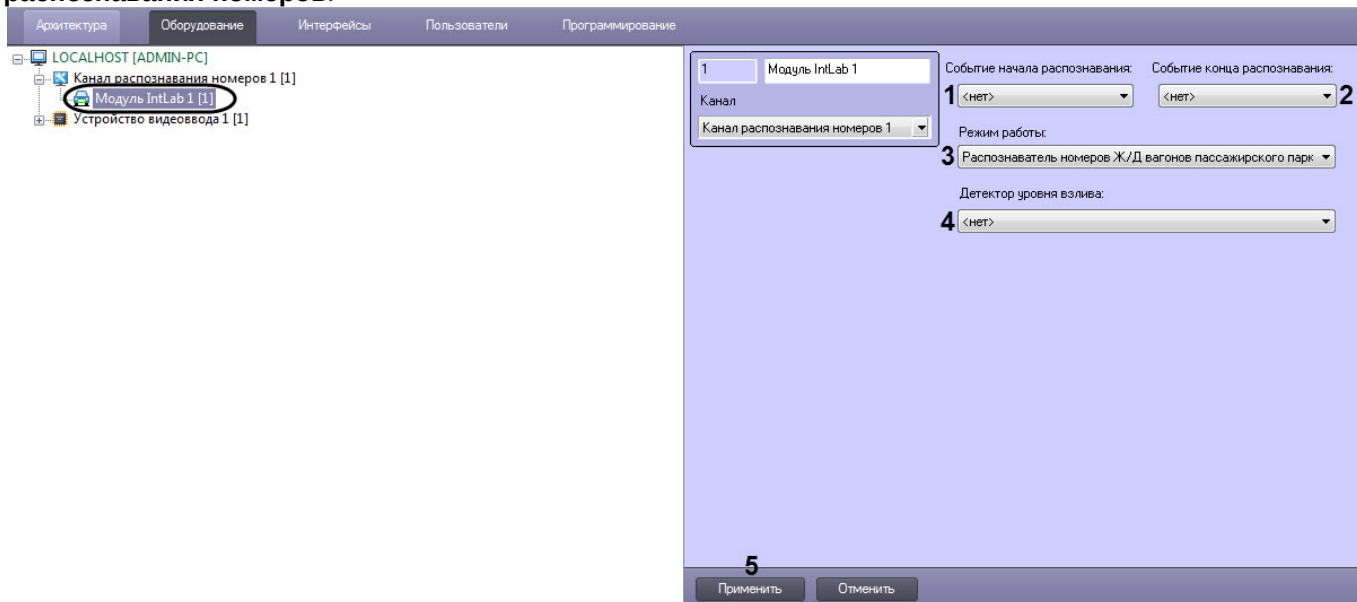 распознавания номеров.
Архитектура Оборудование Интерфейсы Пользователи Программирование
LOCALHOST [ADMIN-PC]
Канал распознавания номеров 1 [1]
Модуль IntLab 1 [1]
Устройство видеоввода 1 [1]
1 Модуль IntLab 1
Канал
Канал распознавания номеров 1
Событие начала распознавания: Событие конца распознавания:
1 <нет> <нет> 2
Режим работы:
3 Распознаватель номеров Ж/Д вагонов пассажирского парк
Детектор уровня взлива:
4 <нет>
5
Применить Отменить